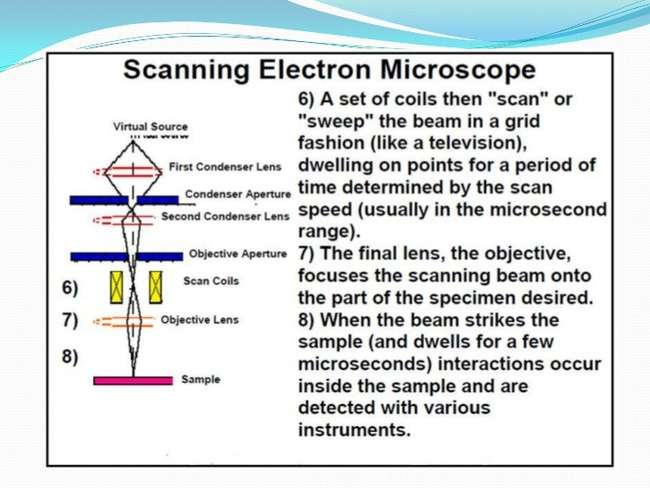 Scanning Electron Microscope
Virtual Source
First Condenser Lens
Condenser Aperture
Second Condenser Lens
Objective Aperture
6)
Scan Coils
7)
Objective Lens
8)
Sample
6) A set of coils then "scan" or
"sweep" the beam in a grid
fashion (like a television),
dwelling on points for a period of
time determined by the scan
speed (usually in the microsecond
range).
7) The final lens, the objective,
focuses the scanning beam onto
the part of the specimen desired.
8) When the beam strikes the
sample (and dwells for a few
microseconds) interactions occur
inside the sample and are
detected with various
instruments.